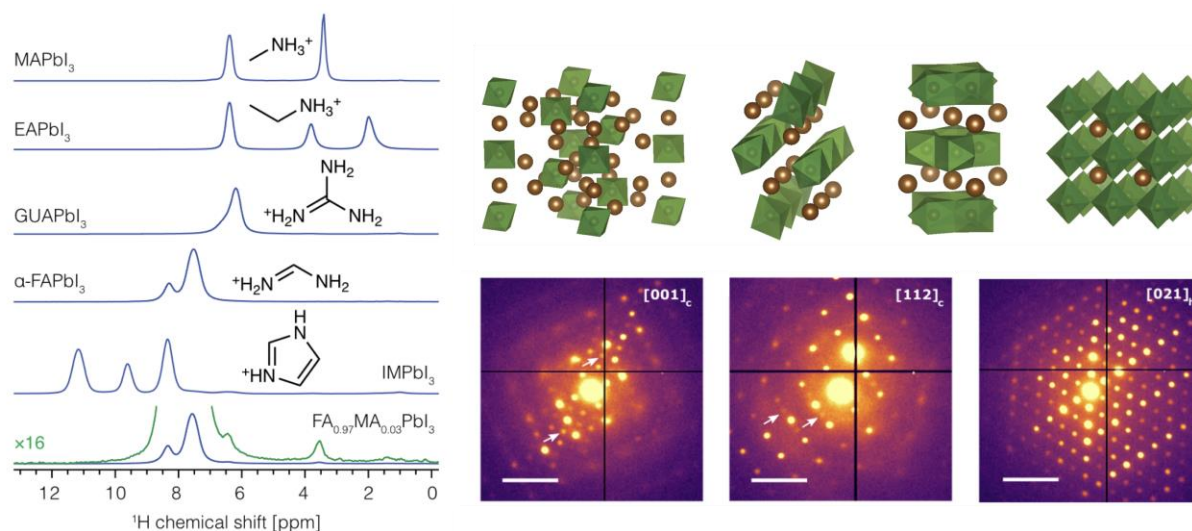 MAPbI₃
NH₃⁺
EAPbI₃
NH₃⁺
NH₂
GUAPbI₃
⁺H₂N
NH₂
α-FAPbI₃
⁺H₂N
NH₂
H
N
⁺HN
IMPbI₃
FA₀.₉₇MA₀.₀₃PbI₃
×16
12 10 8 6 4 2 0
¹H chemical shift [ppm]
[001]c
[112]c